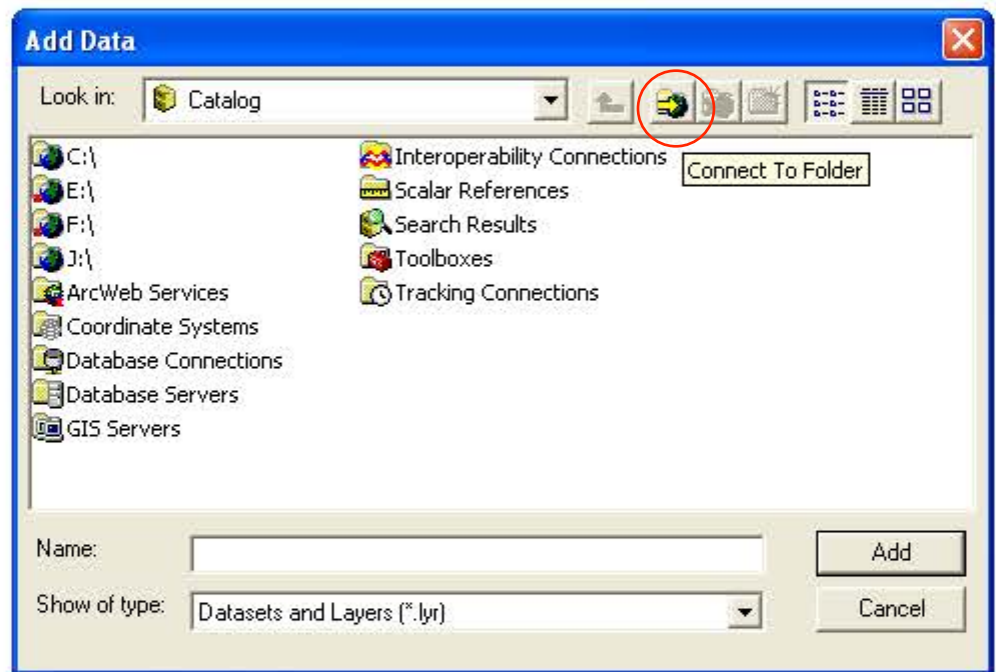 Add Data
Look in: Catalog
C:\
E:\
F:\
J:\
ArcWeb Services
Coordinate Systems
Database Connections
Database Servers
GIS Servers
Interoperability Connections
Scalar References
Search Results
Toolboxes
Tracking Connections
Connect To Folder
Name:
Add
Show of type: Datasets and Layers (*.lyr)
Cancel